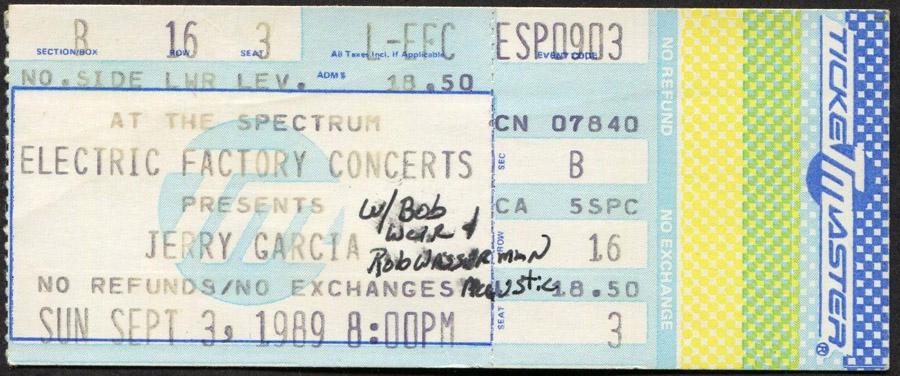 B 16 3 L-EFC ESP0903
SECTION/BOX ROW SEAT All Taxes Incl. if Applicable EVENT CODE
NO.SIDE LWR LEV. ADM$ 18.50
AT THE SPECTRUM CN 07840
ELECTRIC FACTORY CONCERTS SEC B
PRESENTS W/ Bob CA 5SPC
JERRY GARCIA Weir & ROW 16
Rob Wasserman
NO REFUNDS/NO EXCHANGES Acoustic 18.50
SUN SEPT 3, 1989 8:00PM SEAT 3
NO REFUND
NO EXCHANGE
TICKETMASTER®